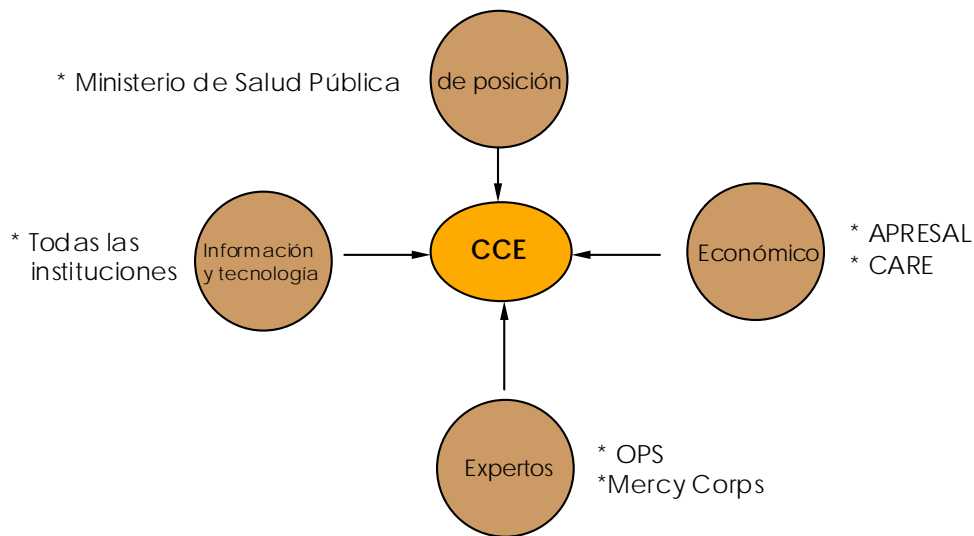 * Ministerio de Salud Pública
de posición
* Todas las
instituciones
Información
y tecnología
CCE
Económico
* APRESAL
* CARE
Expertos
* OPS
*Mercy Corps